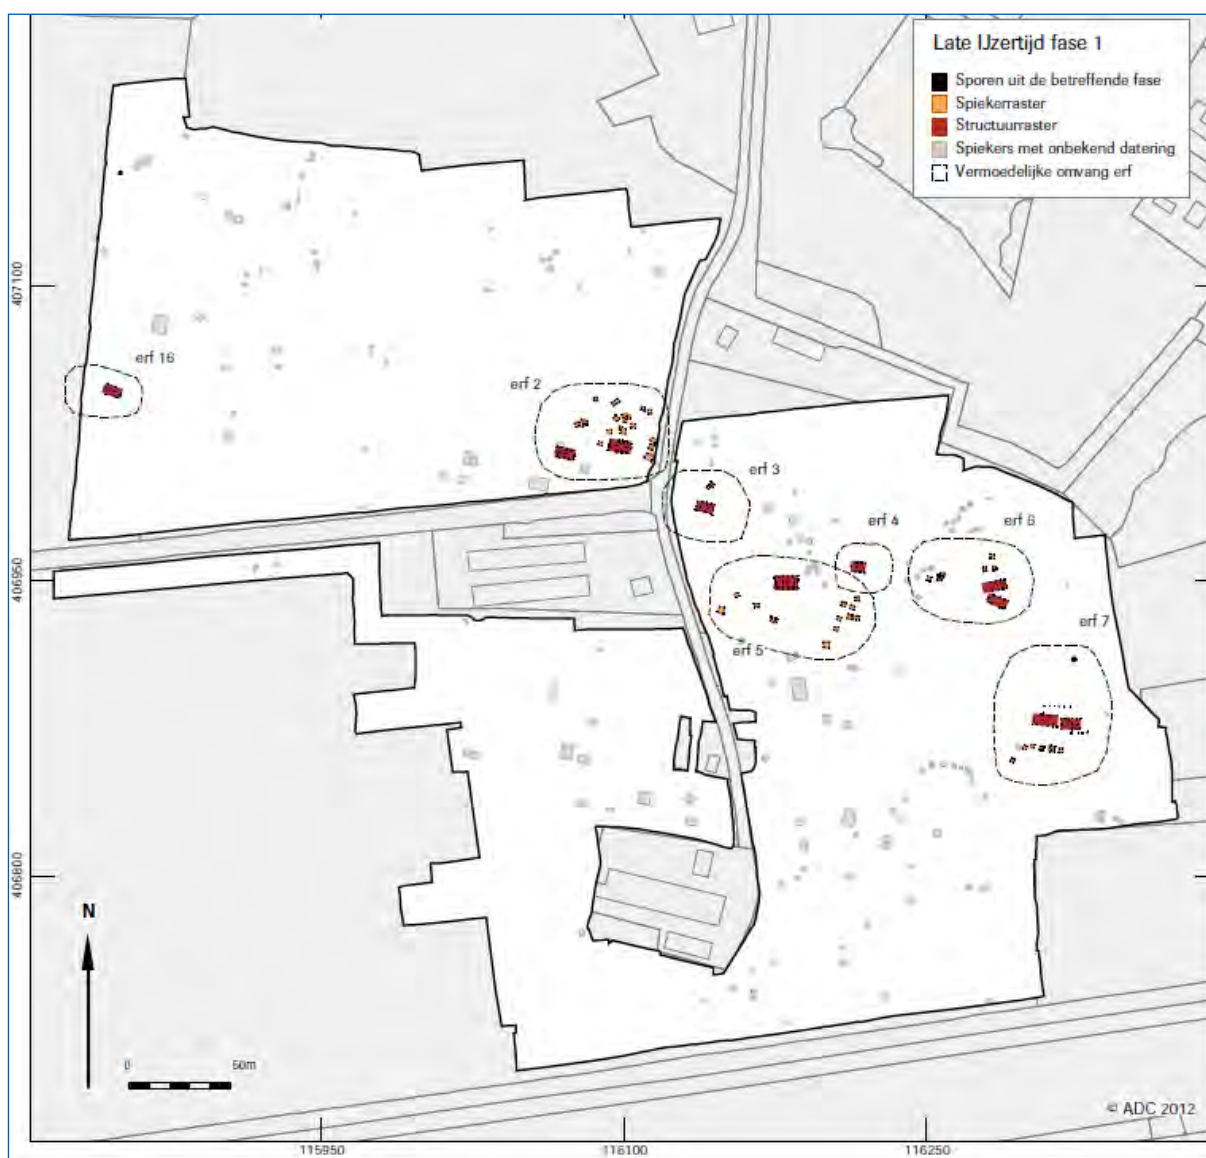 Late IJzertijd fase 1
Sporen uit de betreffende fase
Spiekerraster
Structuurraster
Spiekers met onbekend datering
Vermoedelijke omvang erf
407100
erf 16
erf 2
erf 3
erf 4
erf 6
406950
erf 7
erf 5
406800
N
0 50m
© ADC 2012
115950 116100 116250